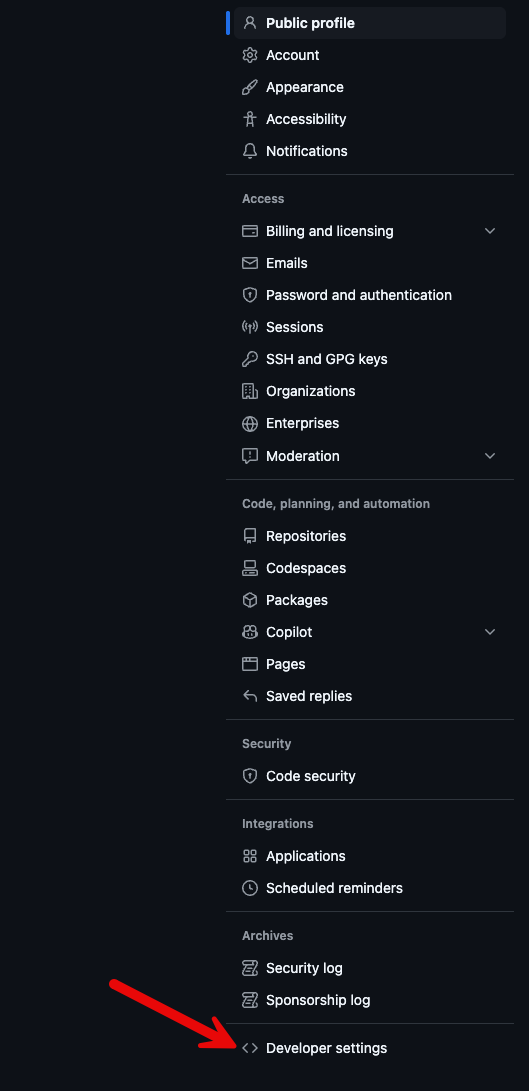 Public profile
Account
Appearance
Accessibility
Notifications
Access
Billing and licensing
Emails
Password and authentication
Sessions
SSH and GPG keys
Organizations
Enterprises
Moderation
Code, planning, and automation
Repositories
Codespaces
Packages
Copilot
Pages
Saved replies
Security
Code security
Integrations
Applications
Scheduled reminders
Archives
Security log
Sponsorship log
Developer settings